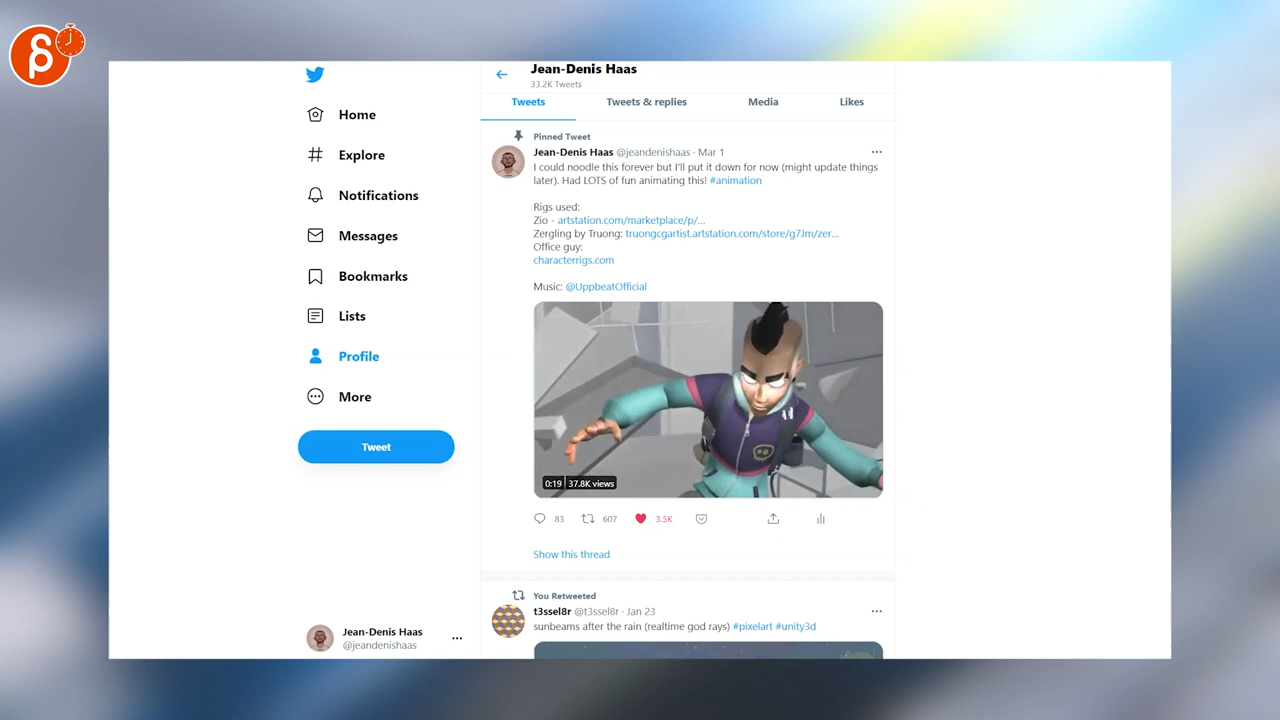 Jean-Denis Haas
33.2K Tweets
Home
Explore
Notifications
Messages
Bookmarks
Lists
Profile
More
Tweet
Jean-Denis Haas
@jeandenishaas
Tweets
Tweets & replies
Media
Likes
Pinned Tweet
Jean-Denis Haas @jeandenishaas · Mar 1
I could noodle this forever but I'll put it down for now (might update things
later). Had LOTS of fun animating this! #animation
Rigs used:
Zio - artstation.com/marketplace/p/...
Zergling by Truong: truongcgartist.artstation.com/store/g7Jm/zer...
Office guy:
characterrigs.com
Music: @UppbeatOfficial
0:19 37.8K views
83 607 3.5K
Show this thread
You Retweeted
t3ssel8r @t3ssel8r · Jan 23
sunbeams after the rain (realtime god rays) #pixelart #unity3d